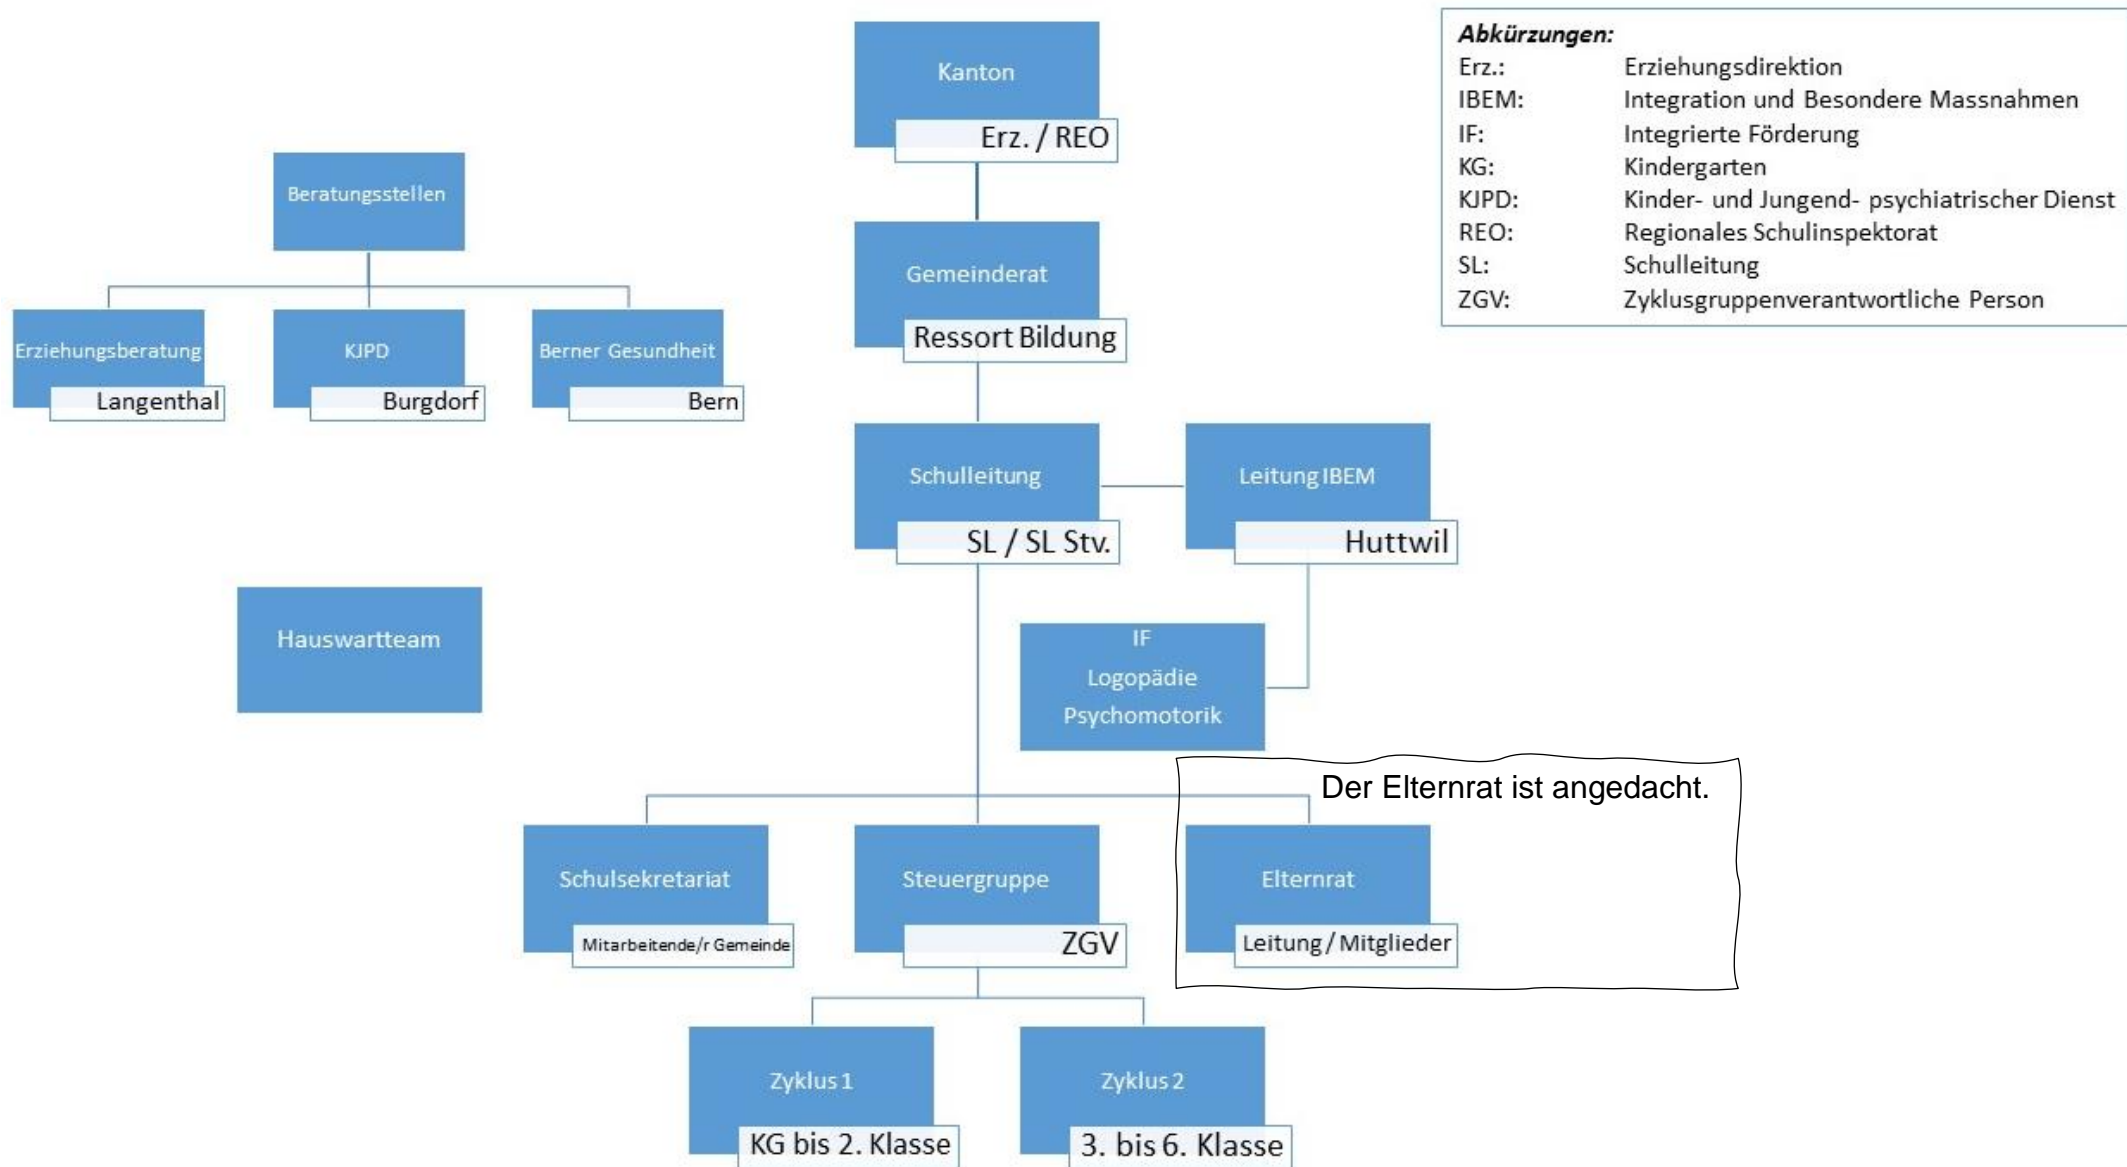 Kanton
Erz. / REO
Abkürzungen:
Erz.: Erziehungsdirektion
IBEM: Integration und Besondere Massnahmen
IF: Integrierte Förderung
KG: Kindergarten
KJPD: Kinder- und Jungend- psychiatrischer Dienst
REO: Regionales Schulinspektorat
SL: Schulleitung
ZGV: Zyklusgruppenverantwortliche Person
Beratungsstellen
Erziehungsberatung
Langenthal
KJPD
Burgdorf
Berner Gesundheit
Bern
Gemeinderat
Ressort Bildung
Schulleitung
SL / SL Stv.
Leitung IBEM
Huttwil
Hauswartteam
IF
Logopädie
Psychomotorik
Der Elternrat ist angedacht.
Schulsekretariat
Mitarbeitende/r Gemeinde
Steuergruppe
ZGV
Elternrat
Leitung / Mitglieder
Zyklus 1
KG bis 2. Klasse
Zyklus 2
3. bis 6. Klasse